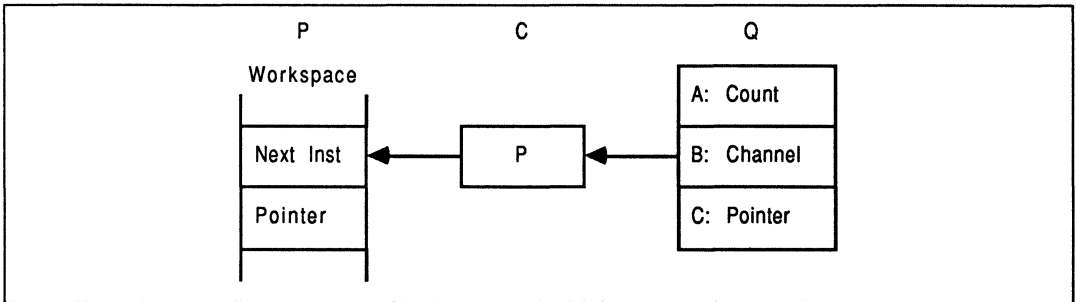 P C Q
Workspace
A: Count
Next Inst P B: Channel
Pointer C: Pointer